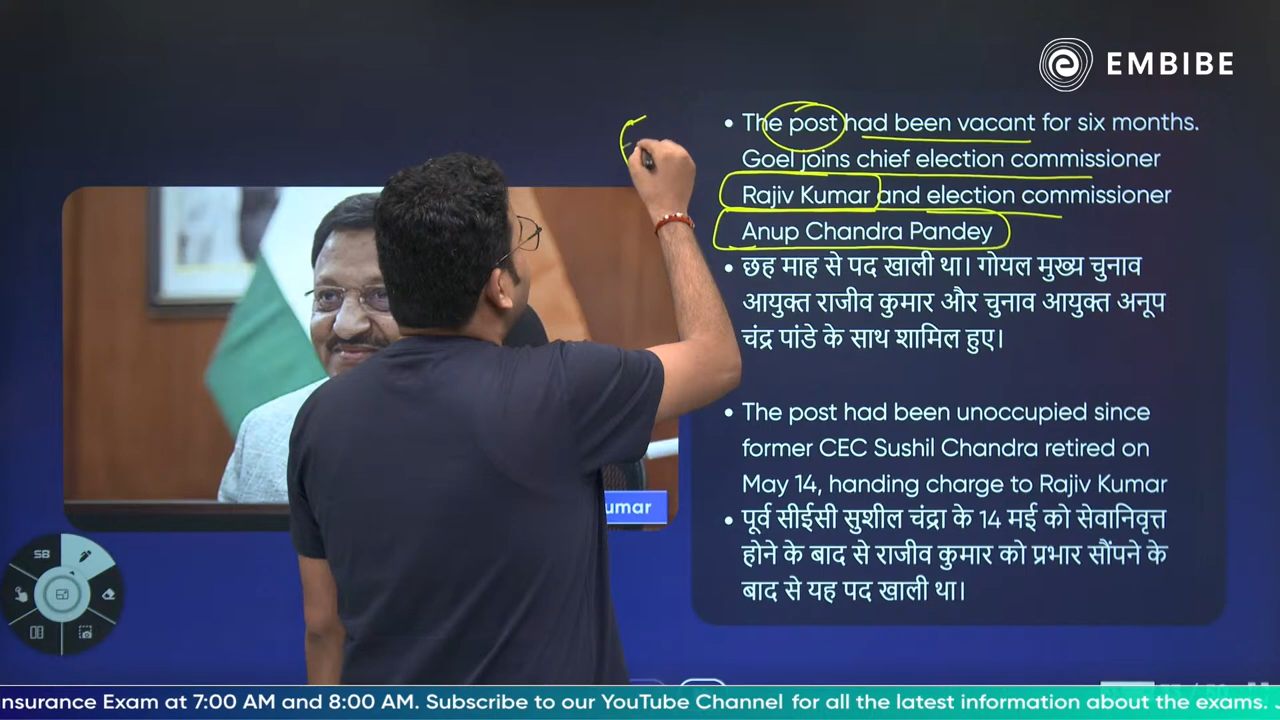 EMBIBE
• The post had been vacant for six months.
Goel joins chief election commissioner
Rajiv Kumar and election commissioner
Anup Chandra Pandey
• छह माह से पद खाली था। गोयल मुख्य चुनाव
आयुक्त राजीव कुमार और चुनाव आयुक्त अनूप
चंद्र पांडे के साथ शामिल हुए।
• The post had been unoccupied since
former CEC Sushil Chandra retired on
May 14, handing charge to Rajiv Kumar
• पूर्व सीईसी सुशील चंद्रा के 14 मई को सेवानिवृत्त
होने के बाद से राजीव कुमार को प्रभार सौंपने के
बाद से यह पद खाली था।
umar
SB
nsurance Exam at 7:00 AM and 8:00 AM. Subscribe to our YouTube Channel for all the latest information about the exams.